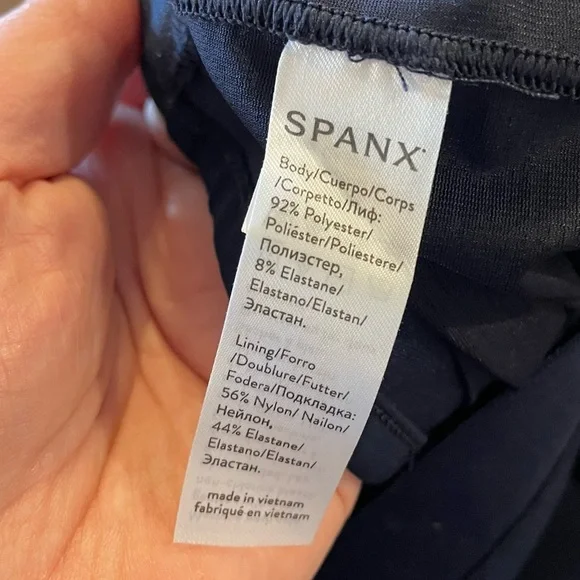 SPANX
Body/Cuerpo/Corps
/Corpetto/Лиф:
92% Polyester/
Poliéster/Poliestere/
Полиэстер,
8% Elastane/
Elastano/Elastan/
Эластан.
Lining/Forro
/Doublure/Futter/
Fodera/Подкладка:
56% Nylon/ Nailon/
Нейлон,
44% Elastane/
Elastano/Elastan/
Эластан.
made in vietnam
fabriqué en vietnam